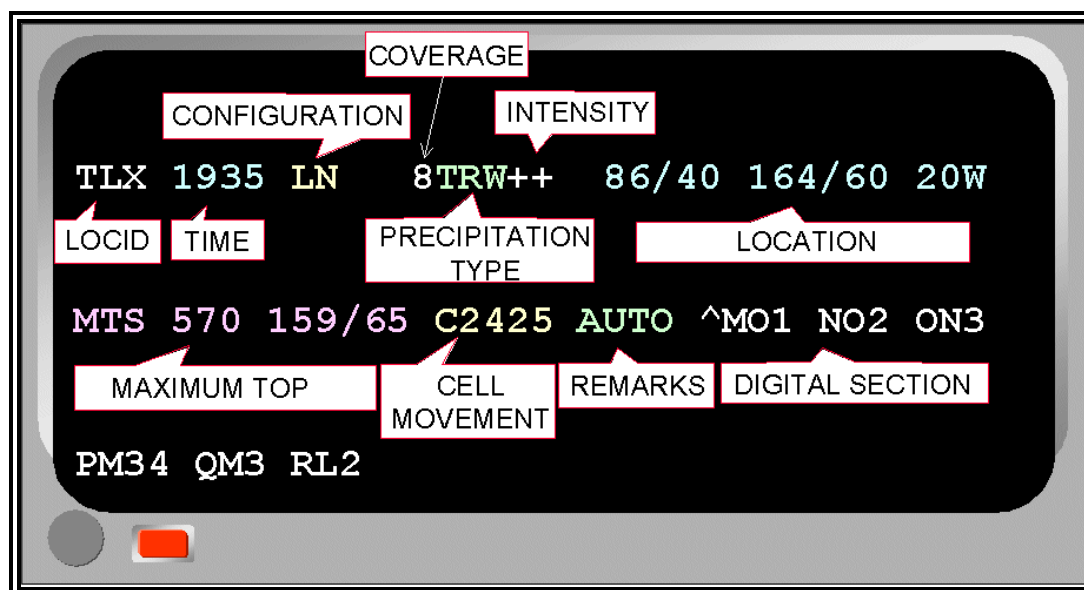 COVERAGE
CONFIGURATION INTENSITY
TLX 1935 LN 8TRW++ 86/40 164/60 20W
LOCID TIME PRECIPITATION TYPE LOCATION
MTS 570 159/65 C2425 AUTO ^MO1 NO2 ON3
MAXIMUM TOP CELL MOVEMENT REMARKS DIGITAL SECTION
PM34 QM3 RL2